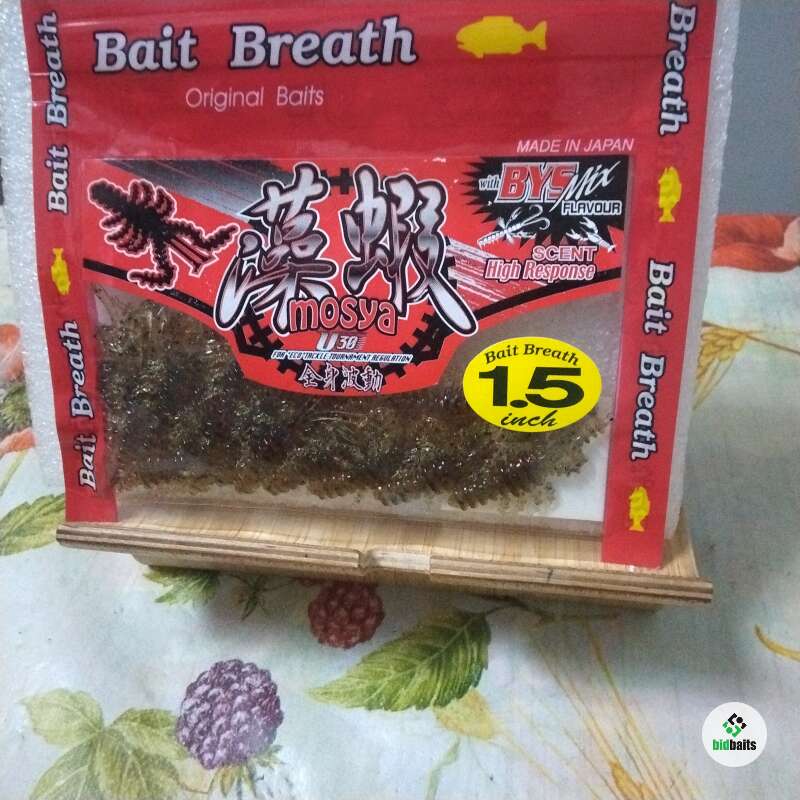 Bait Breath
Original Baits
MADE IN JAPAN
with BYS Mix
FLAVOUR
SCENT
High Response
藻蝦
mosya
U30
FOR "ECO" TACKLE TOURNAMENT REGULATION
全身波動
Bait Breath
1.5
inch
Bait Breath
Bait Breath
Breath
Bait Breath
bidbaits